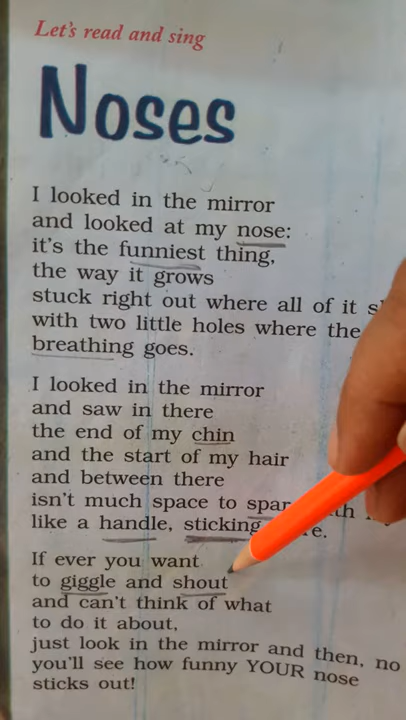 Let's read and sing
Noses
I looked in the mirror
and looked at my nose:
it's the funniest thing,
the way it grows
stuck right out where all of it
with two little holes where the
breathing goes.
I looked in the mirror
and saw in there
the end of my chin
and the start of my hair
and between there
isn't much space to
like a handle, sticking
If ever you want
to giggle and shout
and can't think of what
to do it about,
just look in the mirror and then, no
you'll see how funny YOUR nose
sticks out!